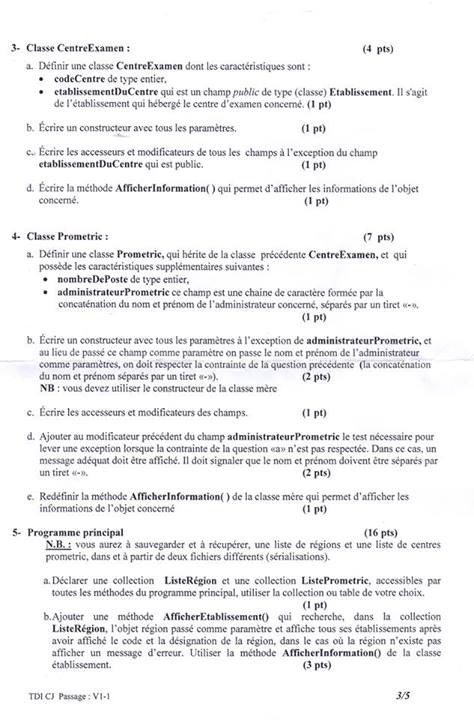 3- Classe CentreExamen : (4 pts)
a. Définir une classe CentreExamen dont les caractéristiques sont :
• codeCentre de type entier,
• etablissementDuCentre qui est un champ public de type (classe) Etablissement. Il s'agit
de l'établissement qui hébergé le centre d'examen concerné. (1 pt)
b. Écrire un constructeur avec tous les paramètres. (1 pt)
c. Écrire les accesseurs et modificateurs de tous les champs à l'exception du champ
etablissementDuCentre qui est public. (1 pt)
d. Écrire la méthode AfficherInformation( ) qui permet d'afficher les informations de l'objet
concerné. (1 pt)
4- Classe Prometric : (7 pts)
a. Définir une classe Prometric, qui hérite de la classe précédente CentreExamen, et qui
possède les caractéristiques supplémentaires suivantes :
• nombreDePoste de type entier,
• administrateurPrometric ce champ est une chaine de caractère formée par la
concaténation du nom et prénom de l'administrateur concerné, séparés par un tiret «-».
(1 pt)
b. Écrire un constructeur avec tous les paramètres à l'exception de administrateurPrometric, et
au lieu de passé ce champ comme paramètre on passe le nom et prénom de l'administrateur
comme paramètres, on doit respecter la contrainte de la question précédente (la concaténation
du nom et prénom séparés par un tiret «-»). (2 pts)
NB : vous devez utiliser le constructeur de la classe mère
c. Écrire les accesseurs et modificateurs des champs. (1 pt)
d. Ajouter au modificateur précédent du champ administrateurPrometric le test nécessaire pour
lever une exception lorsque la contrainte de la question «a» n'est pas respectée. Dans ce cas, un
message adéquat doit être affiché. Il doit signaler que le nom et prénom doivent être séparés par
un tiret «-». (2 pts)
e. Redéfinir la méthode AfficherInformation( ) de la classe mère qui permet d'afficher les
informations de l'objet concerné (1 pt)
5- Programme principal (16 pts)
N.B. : vous aurez à sauvegarder et à récupérer, une liste de régions et une liste de centres
prometric, dans et à partir de deux fichiers différents (sérialisations).
a.Déclarer une collection ListeRégion et une collection ListePrometric, accessibles par
toutes les méthodes du programme principal, utiliser la collection ou table de votre choix.
(1 pt)
b.Ajouter une méthode AfficherEtablissement() qui recherche, dans la collection
ListeRégion, l'objet région passé comme paramètre et affiche tous ses établissements après
avoir affiché le code et la désignation de la région, dans le cas où la région n'existe pas
afficher un message d'erreur. Utiliser la méthode AfficherInformation() de la classe
établissement. (3 pts)
TDI CJ Passage : V1-1 3/5